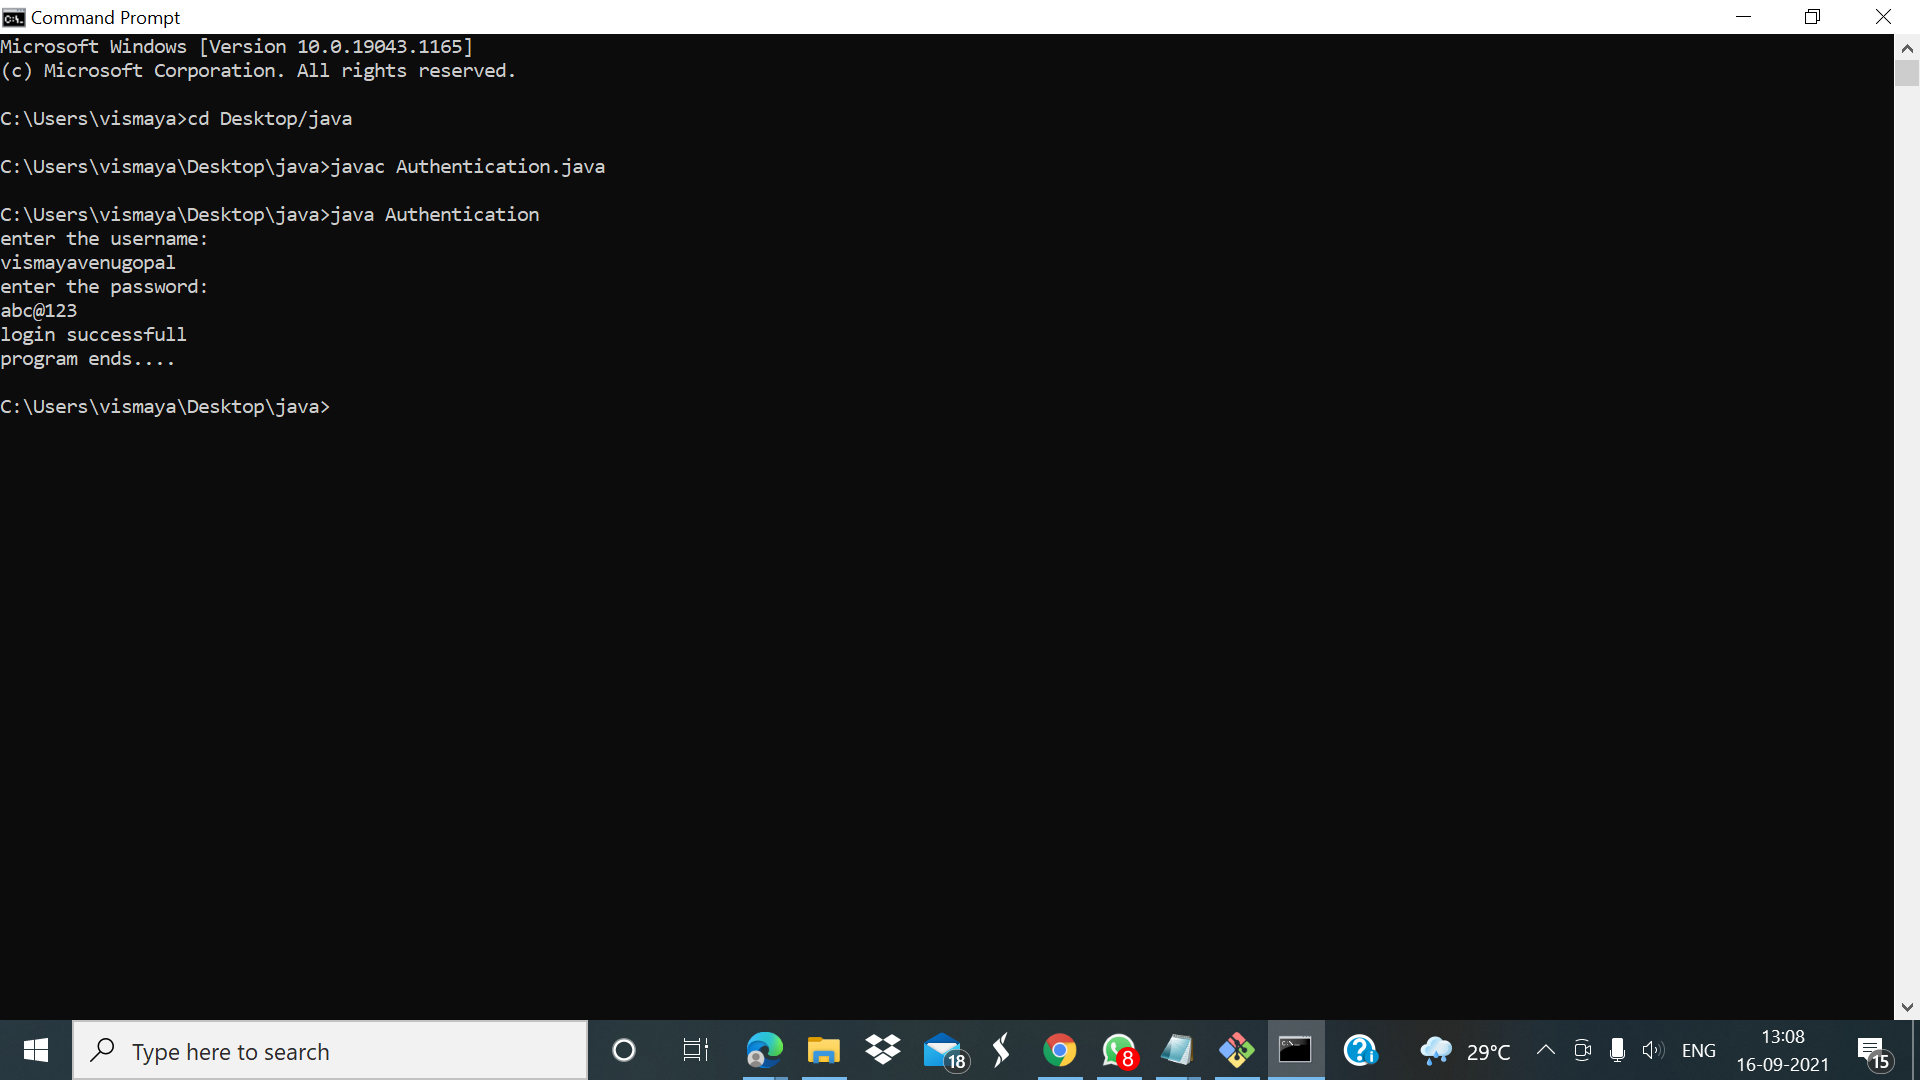 Command Prompt
Microsoft Windows [Version 10.0.19043.1165]
(c) Microsoft Corporation. All rights reserved.
C:\Users\vismaya>cd Desktop/java
C:\Users\vismaya\Desktop\java>javac Authentication.java
C:\Users\vismaya\Desktop\java>java Authentication
enter the username:
vismayavenugopal
enter the password:
abc@123
login successfull
program ends....
C:\Users\vismaya\Desktop\java>
Type here to search
18
8
29°C
ENG
13:08
16-09-2021
15